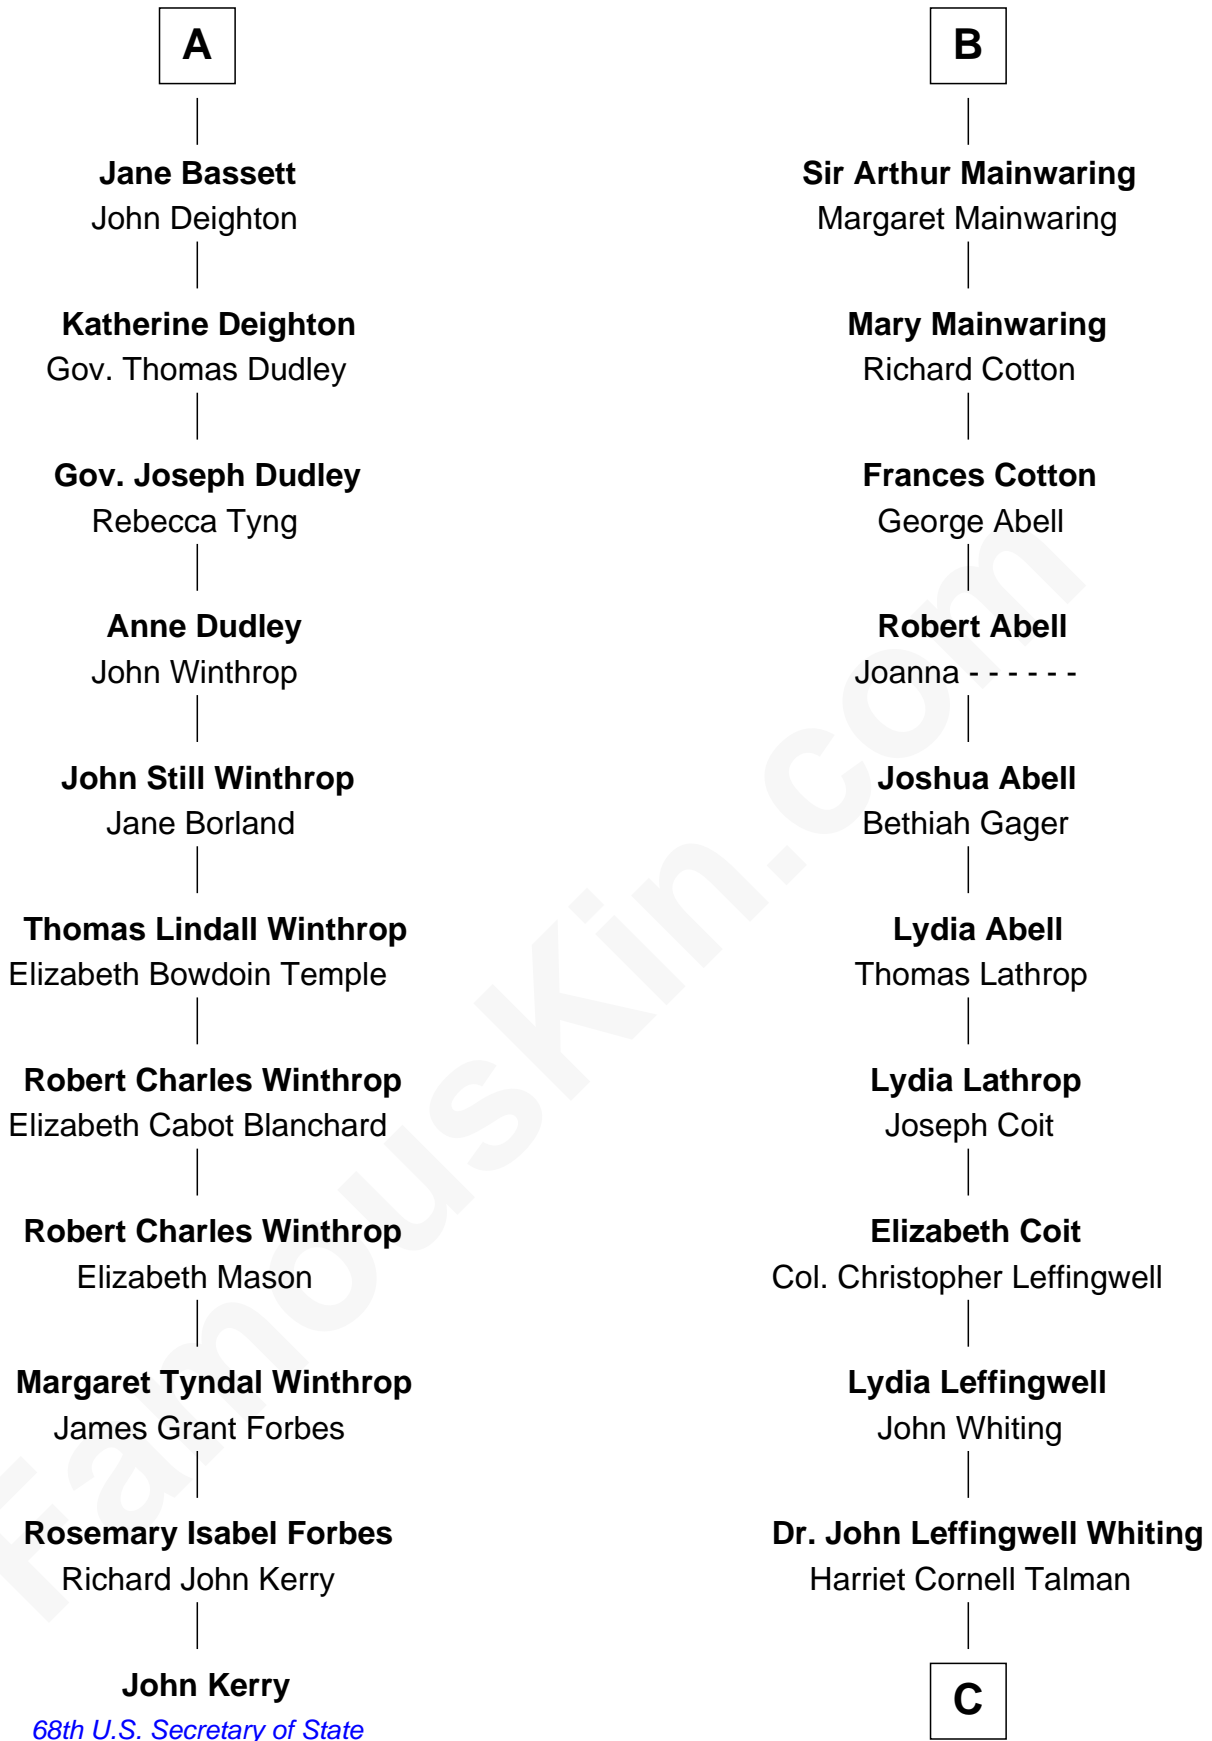 A
Jane Bassett
John Deighton
Katherine Deighton
Gov. Thomas Dudley
Gov. Joseph Dudley
Rebecca Tyng
Anne Dudley
John Winthrop
John Still Winthrop
Jane Borland
Thomas Lindall Winthrop
Elizabeth Bowdoin Temple
Robert Charles Winthrop
Elizabeth Cabot Blanchard
Robert Charles Winthrop
Elizabeth Mason
Margaret Tyndal Winthrop
James Grant Forbes
Rosemary Isabel Forbes
Richard John Kerry
John Kerry
68th U.S. Secretary of State
B
Sir Arthur Mainwaring
Margaret Mainwaring
Mary Mainwaring
Richard Cotton
Frances Cotton
George Abell
Robert Abell
Joanna - - - - - -
Joshua Abell
Bethiah Gager
Lydia Abell
Thomas Lathrop
Lydia Lathrop
Joseph Coit
Elizabeth Coit
Col. Christopher Leffingwell
Lydia Leffingwell
John Whiting
Dr. John Leffingwell Whiting
Harriet Cornell Talman
C
FamousKin.com